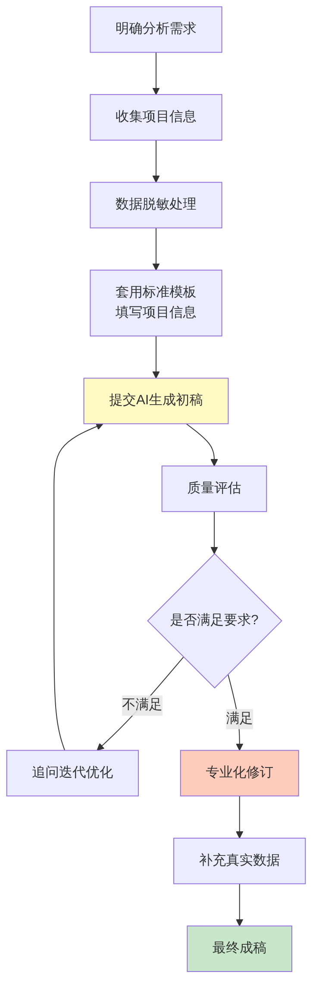 明确分析需求
收集项目信息
数据脱敏处理
套用标准模板
填写项目信息
提交AI生成初稿
质量评估
是否满足要求?
不满足
满足
追问迭代优化
专业化修订
补充真实数据
最终成稿